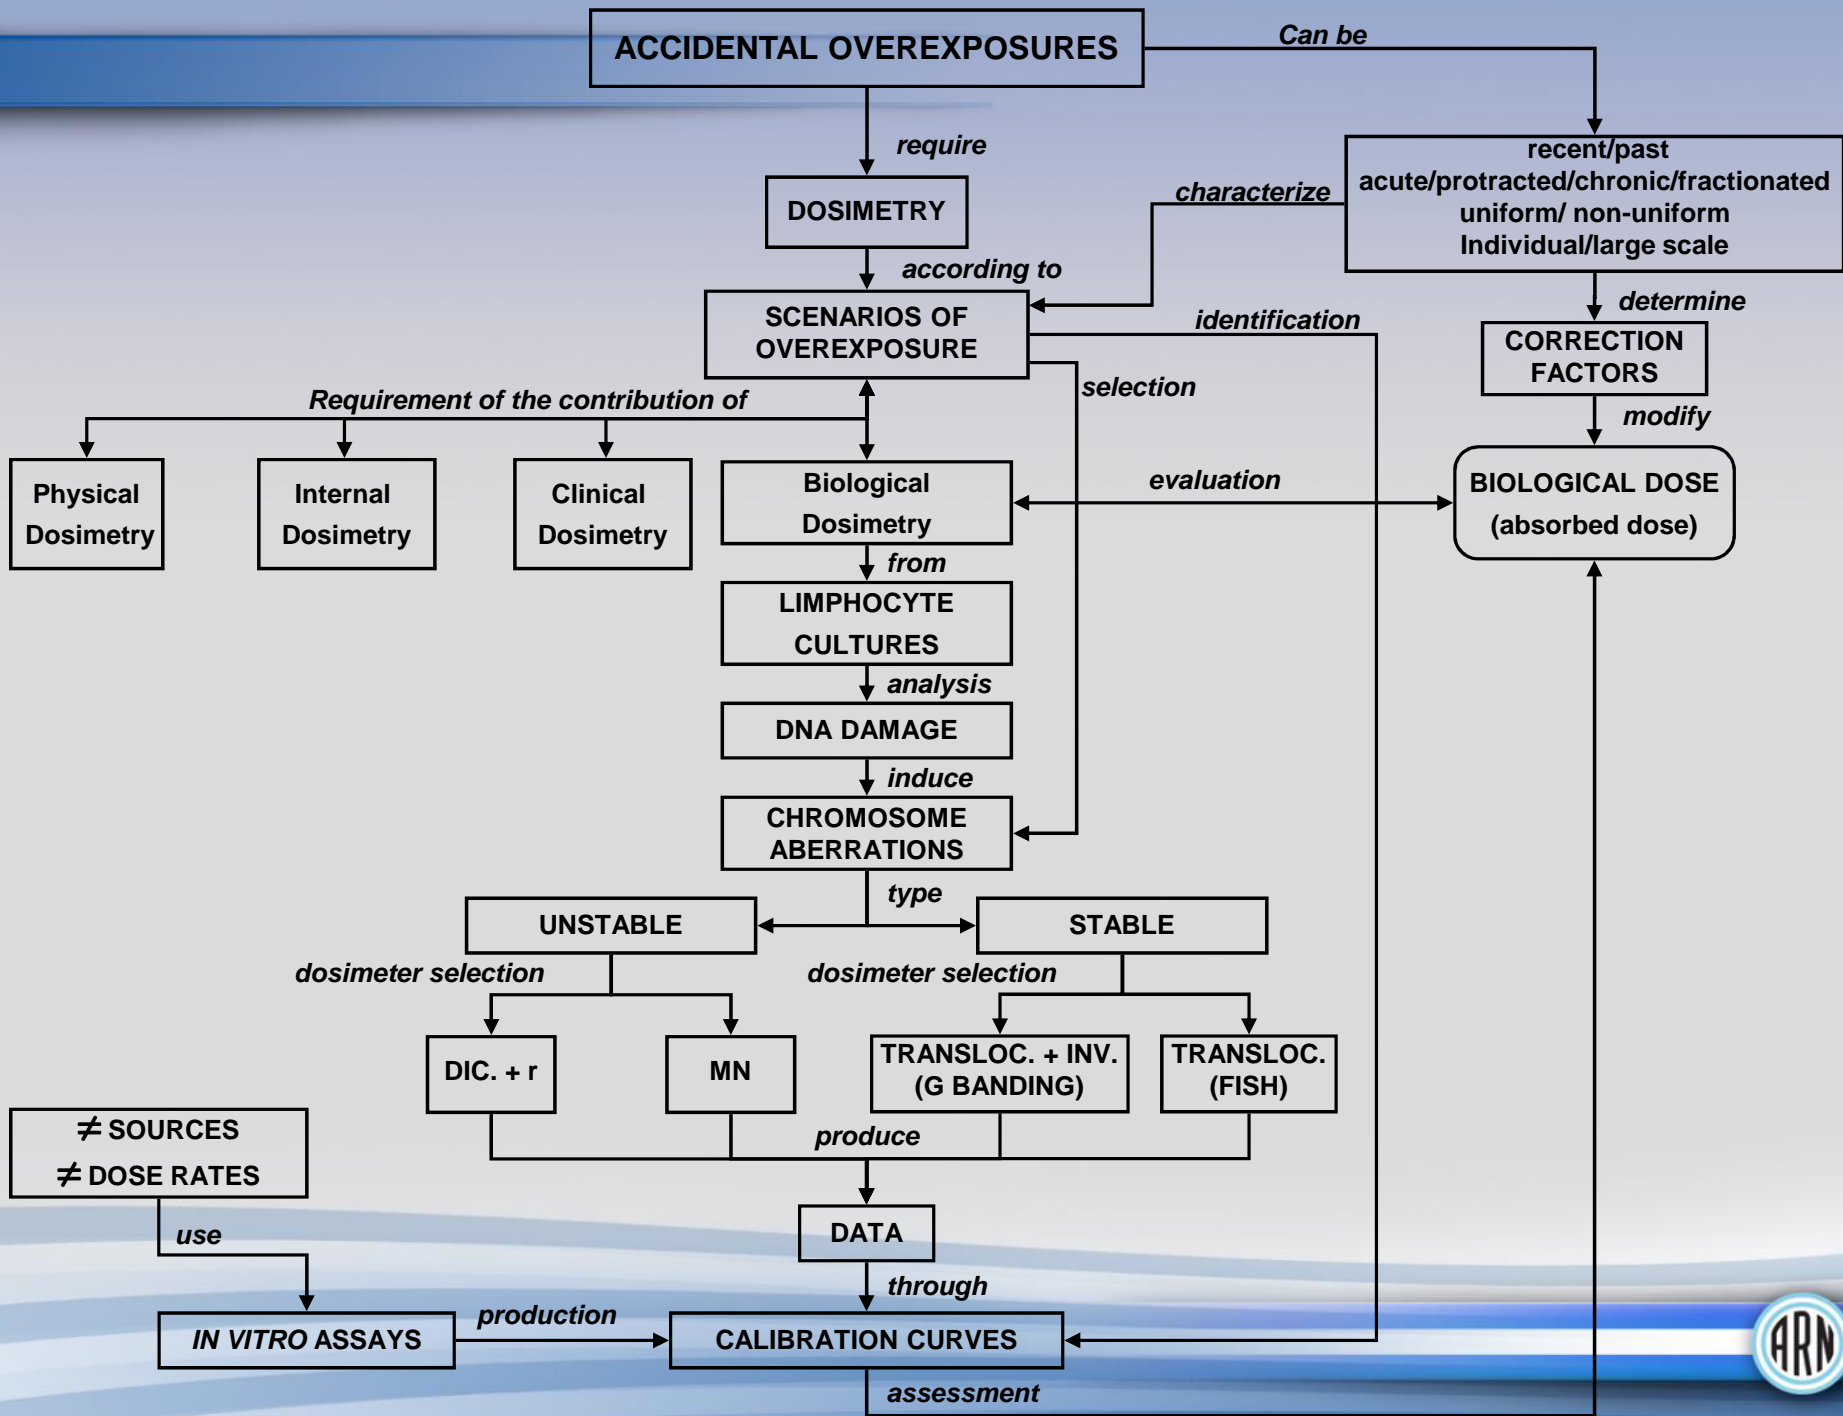 ACCIDENTAL OVEREXPOSURES
Can be
require
recent/past
acute/protracted/chronic/fractionated
uniform/ non-uniform
Individual/large scale
characterize
DOSIMETRY
according to
SCENARIOS OF
OVEREXPOSURE
identification
determine
CORRECTION
FACTORS
selection
Requirement of the contribution of
modify
Physical
Dosimetry
Internal
Dosimetry
Clinical
Dosimetry
Biological
Dosimetry
evaluation
BIOLOGICAL DOSE
(absorbed dose)
from
LIMPHOCYTE
CULTURES
analysis
DNA DAMAGE
induce
CHROMOSOME
ABERRATIONS
type
UNSTABLE
STABLE
dosimeter selection
dosimeter selection
DIC. + r
MN
TRANSLOC. + INV.
(G BANDING)
TRANSLOC.
(FISH)
produce
≠ SOURCES
≠ DOSE RATES
use
DATA
through
IN VITRO ASSAYS
production
CALIBRATION CURVES
assessment
ARN